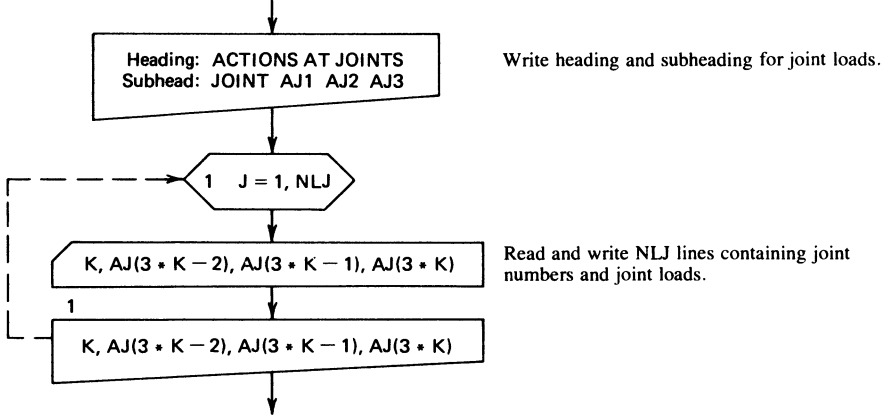 Heading: ACTIONS AT JOINTS
Subhead: JOINT AJ1 AJ2 AJ3
Write heading and subheading for joint loads.
1 J = 1, NLJ
K, AJ(3 * K − 2), AJ(3 * K − 1), AJ(3 * K)
Read and write NLJ lines containing joint
numbers and joint loads.
1
K, AJ(3 * K − 2), AJ(3 * K − 1), AJ(3 * K)